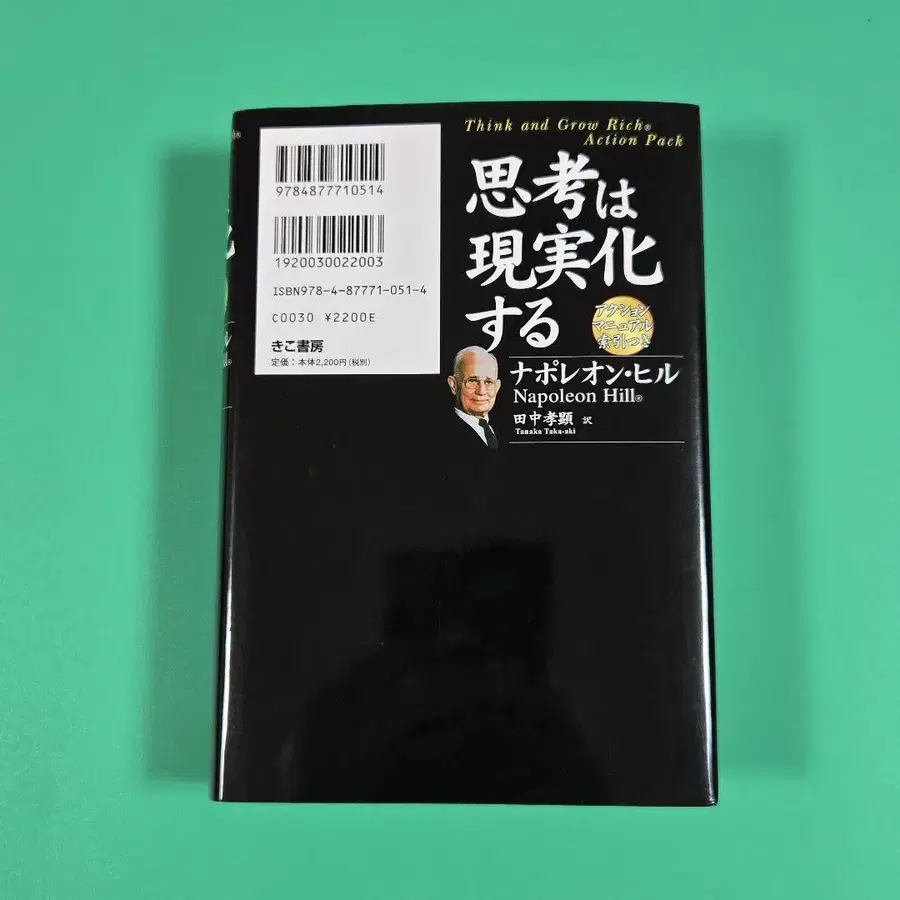 9784877710514
1920030022003
ISBN978-4-87771-051-4
C0030 ¥2200E
きこ書房
定価:本体2,200円(税別)
Think and Grow Rich®
Action Pack
思考は
現実化
する
アクション
マニュアル
索引つき
ナポレオン・ヒル
Napoleon Hill®
田中孝顕 訳
Tanaka Taka-aki